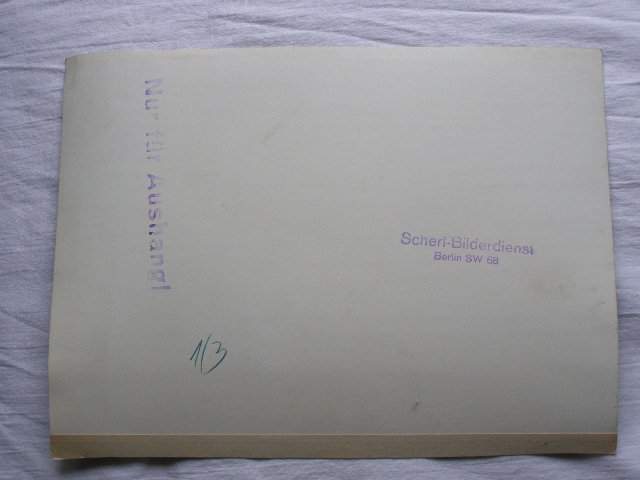 Nur für Aushang!
Scherl-Bilderdienst
Berlin SW 68
1/3